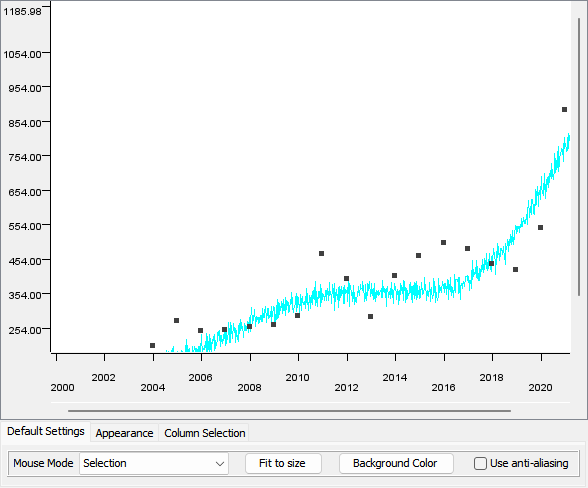 1185.98
1054.00
954.00
854.00
754.00
654.00
554.00
454.00
354.00
254.00
2002 2006 2010 2014 2018
2000 2004 2008 2012 2016 2020
Default Settings Appearance Column Selection
Mouse Mode Selection Fit to size Background Color Use anti-aliasing